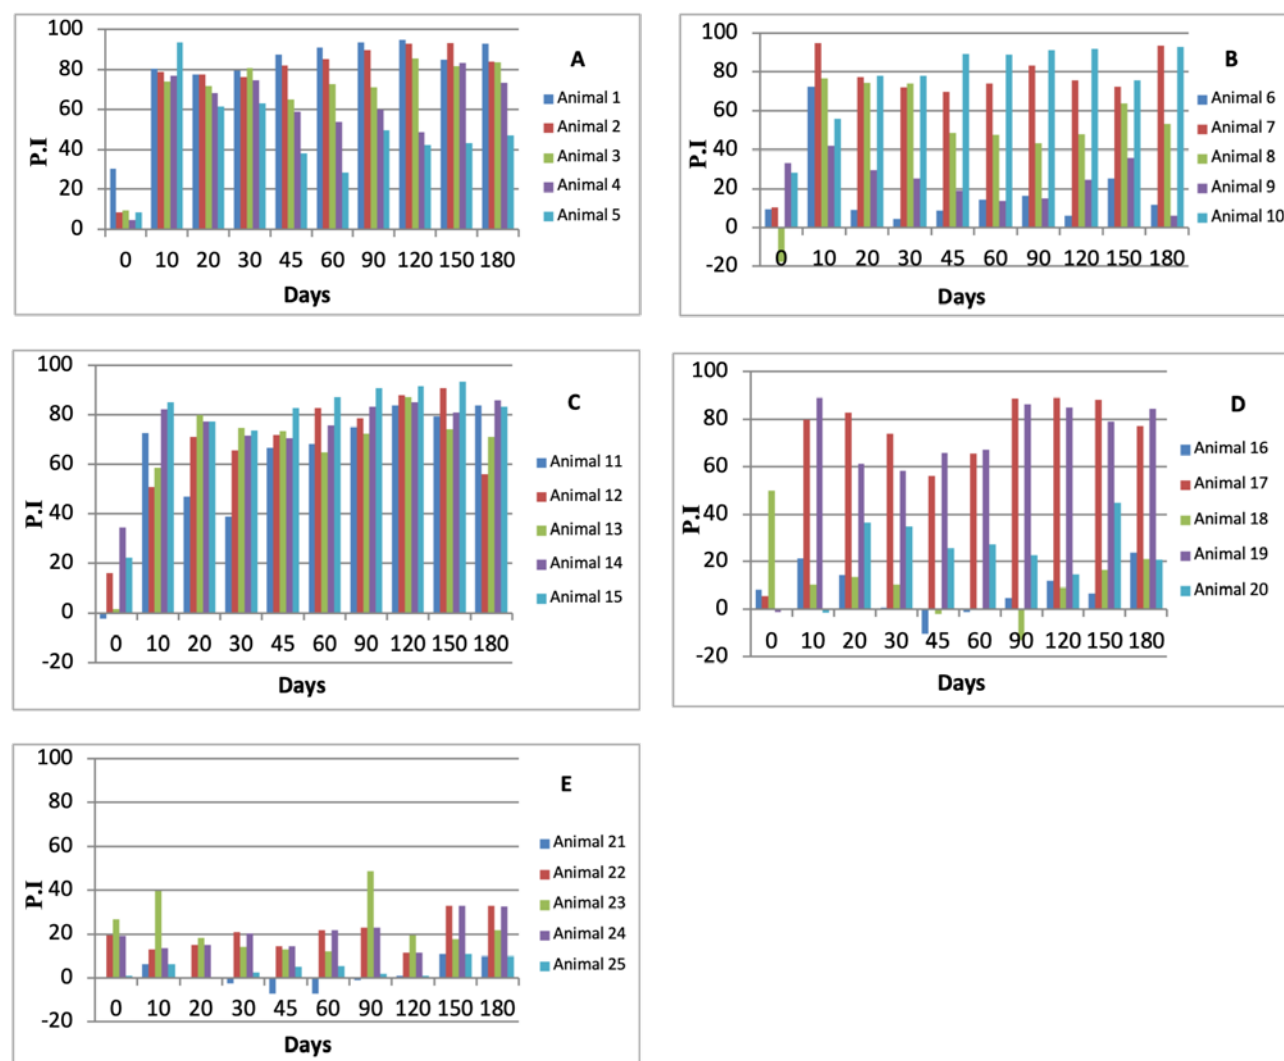 100
80
60
40
20
0
P.I
0 10 20 30 45 60 90 120 150 180
Days
A
Animal 1
Animal 2
Animal 3
Animal 4
Animal 5
100
80
60
40
20
0
-20
P.I
0 10 20 30 45 60 90 120 150 180
Days
B
Animal 6
Animal 7
Animal 8
Animal 9
Animal 10
100
80
60
40
20
0
-20
P.I
0 10 20 30 45 60 90 120 150 180
Days
C
Animal 11
Animal 12
Animal 13
Animal 14
Animal 15
100
80
60
40
20
0
-20
P.I
0 10 20 30 45 60 90 120 150 180
Days
D
Animal 16
Animal 17
Animal 18
Animal 19
Animal 20
100
80
60
40
20
0
-20
P.I
0 10 20 30 45 60 90 120 150 180
Days
E
Animal 21
Animal 22
Animal 23
Animal 24
Animal 25